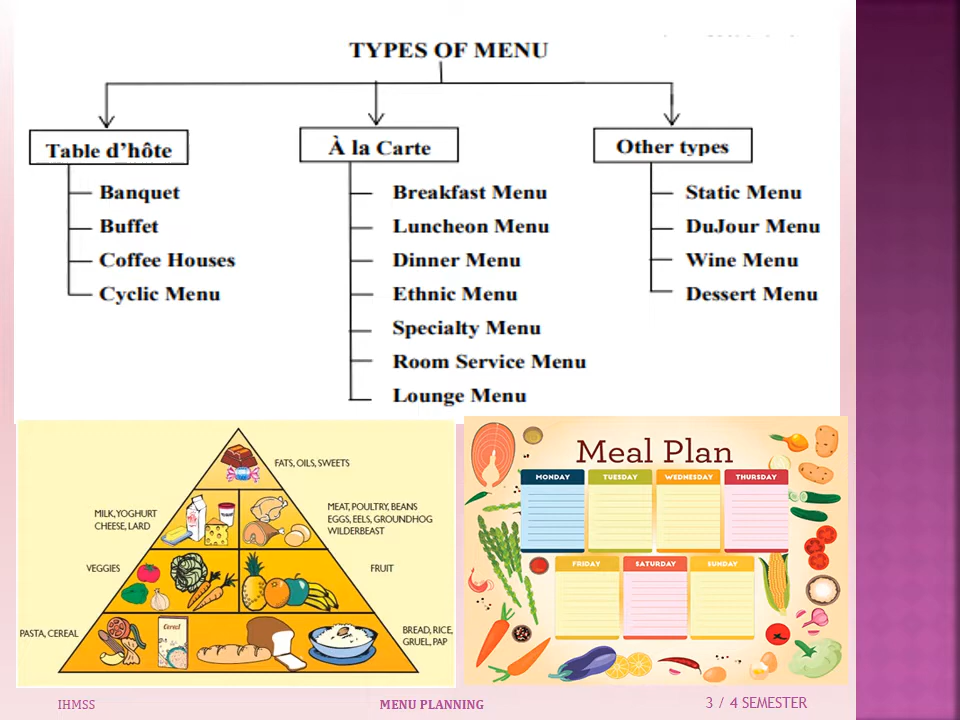 TYPES OF MENU
Table d’hôte
Banquet
Buffet
Coffee Houses
Cyclic Menu
À la Carte
Breakfast Menu
Luncheon Menu
Dinner Menu
Ethnic Menu
Specialty Menu
Room Service Menu
Lounge Menu
Other types
Static Menu
DuJour Menu
Wine Menu
Dessert Menu
FATS, OILS, SWEETS
MILK, YOGHURT
CHEESE, LARD
MEAT, POULTRY, BEANS
EGGS, EELS, GROUNDHOG
WILDERBEAST
VEGGIES
FRUIT
PASTA, CEREAL
Cereal
BREAD, RICE,
GRUEL, PAP
Meal Plan
MONDAY
TUESDAY
WEDNESDAY
THURSDAY
FRIDAY
SATURDAY
SUNDAY
IHMSS
MENU PLANNING
3 / 4 SEMESTER